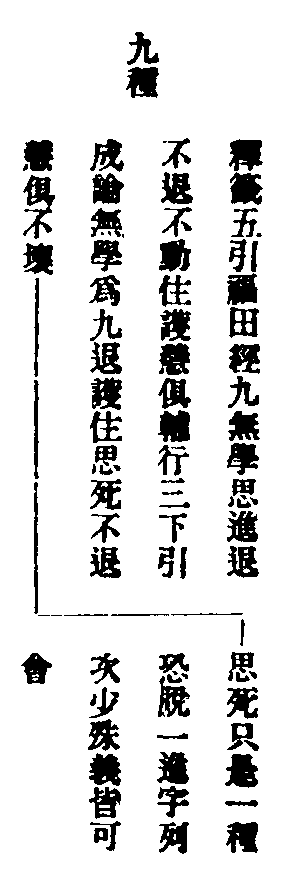 九種
釋籤五引福田經九無學思進退
不退不動住護慧俱輔行三下引
成論無學為九退護住思死不退
慧俱不壞
思死只是一種
恐脫一進字列
次少殊義皆可
會